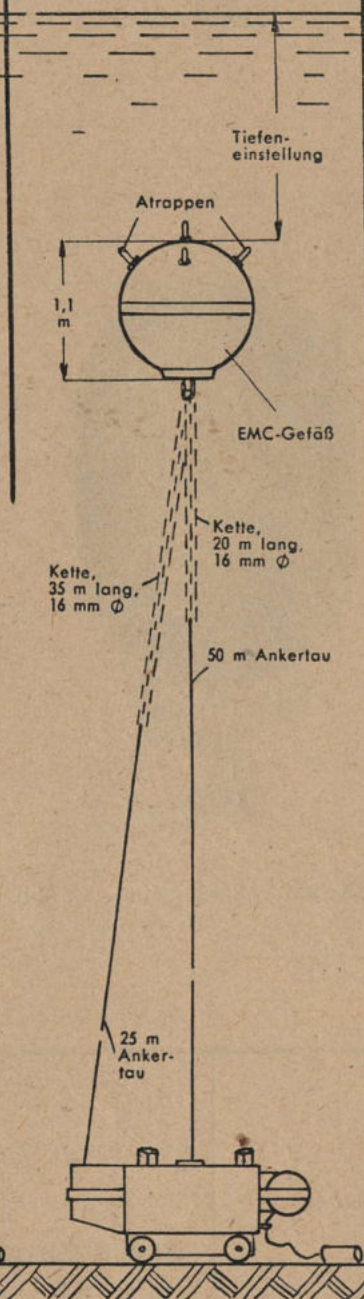 Tiefen-
einstellung
Atrappen
1,1
m
EMC-Gefäß
Kette,
20 m lang,
16 mm Ø
Kette,
35 m lang,
16 mm Ø
50 m Ankertau
25 m
Anker-
tau